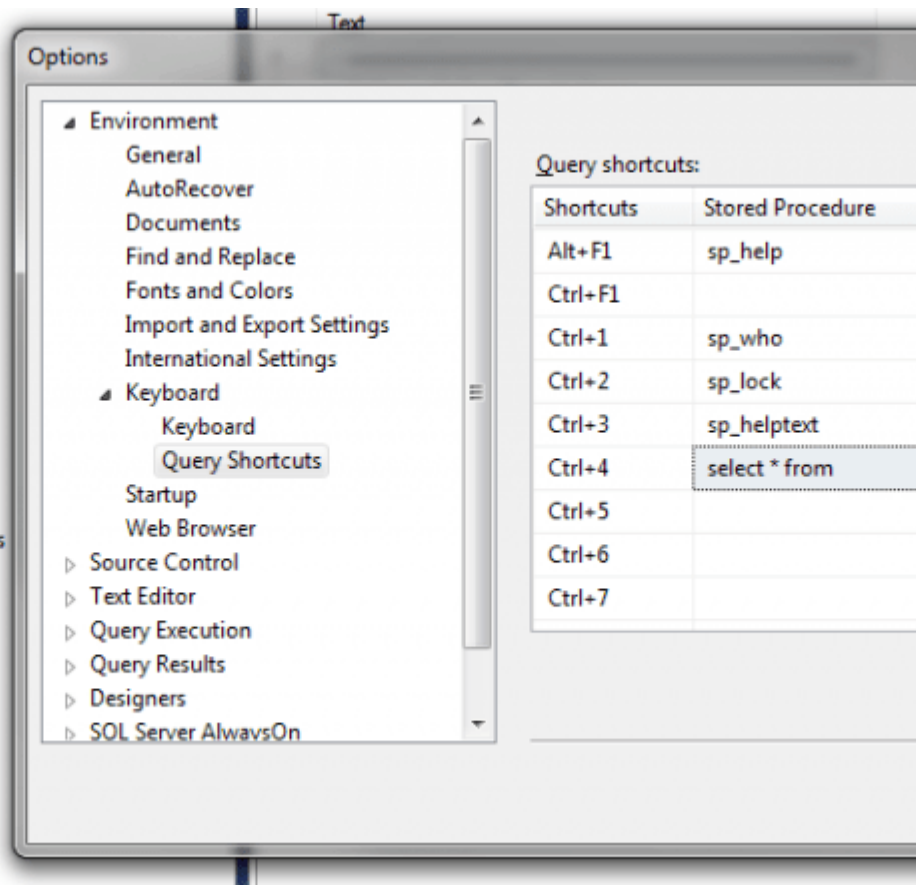 Text
Options
Environment
General
AutoRecover
Documents
Find and Replace
Fonts and Colors
Import and Export Settings
International Settings
Keyboard
Keyboard
Query Shortcuts
Startup
Web Browser
Source Control
Text Editor
Query Execution
Query Results
Designers
SQL Server AlwaysOn
Query shortcuts:
Shortcuts Stored Procedure
Alt+F1 sp_help
Ctrl+F1
Ctrl+1 sp_who
Ctrl+2 sp_lock
Ctrl+3 sp_helptext
Ctrl+4 select * from
Ctrl+5
Ctrl+6
Ctrl+7